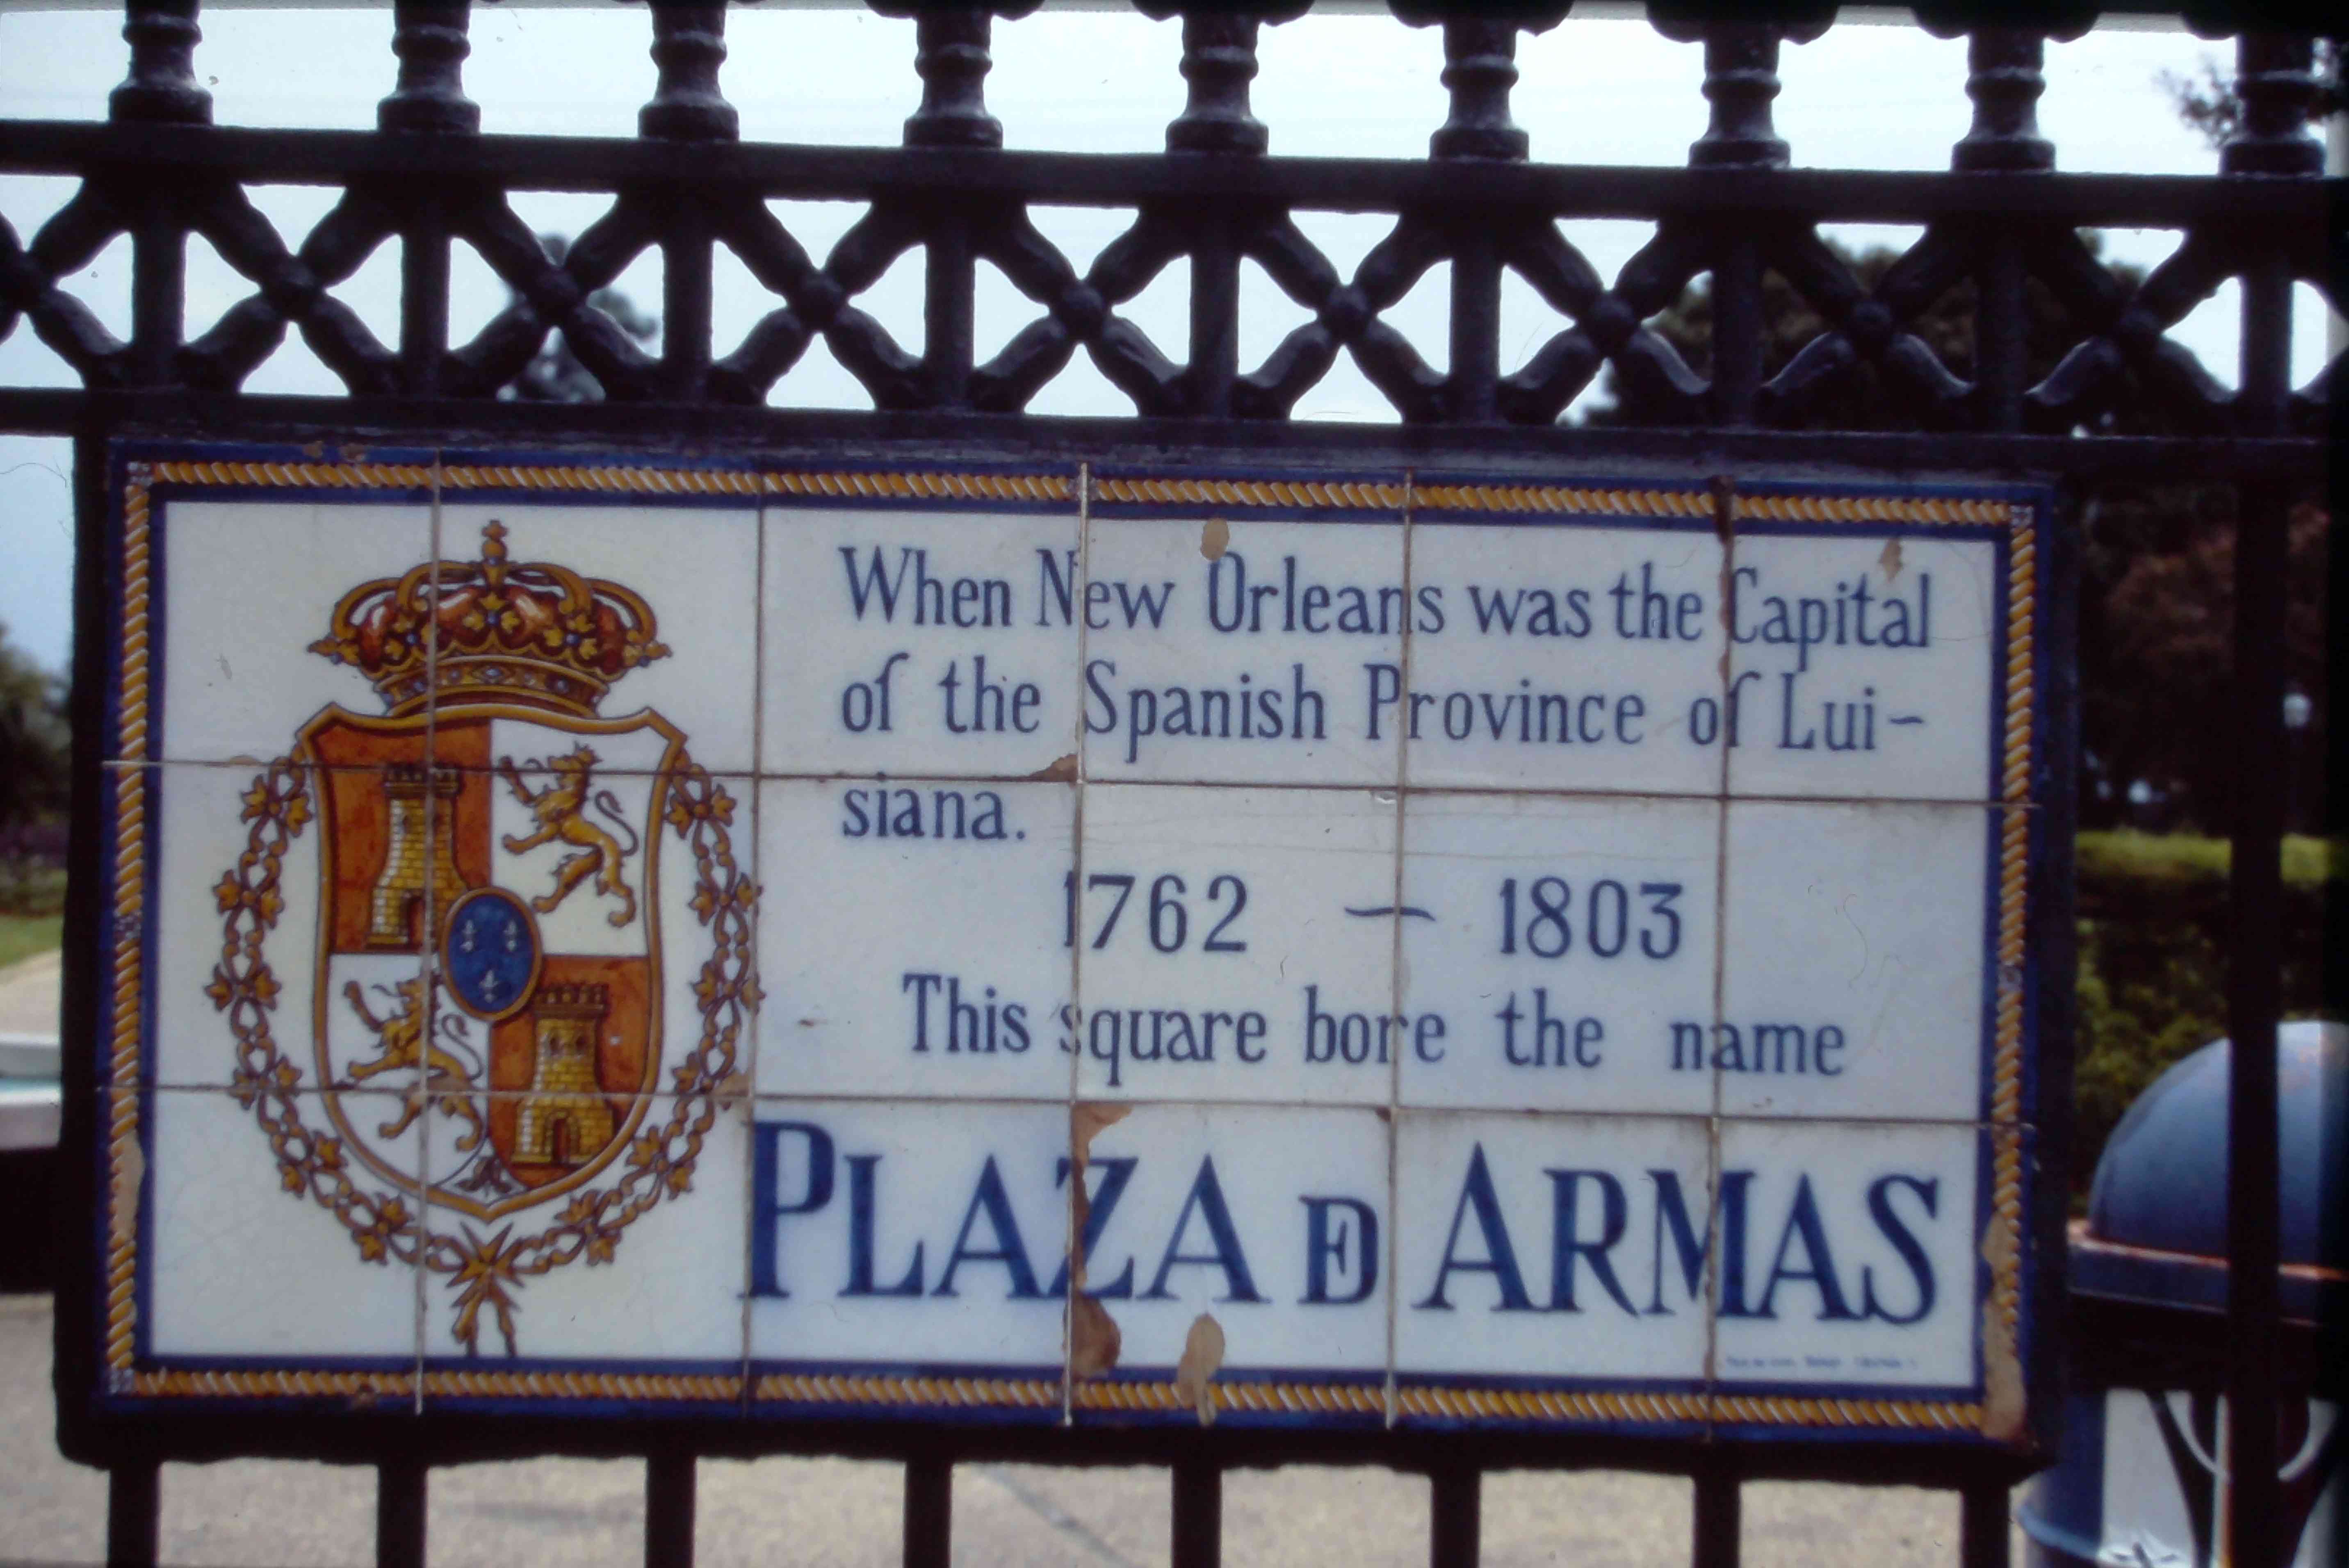 When New Orleans was the Capital
of the Spanish Province of Lui-
siana.
1762 — 1803
This square bore the name
PLAZA DE ARMAS